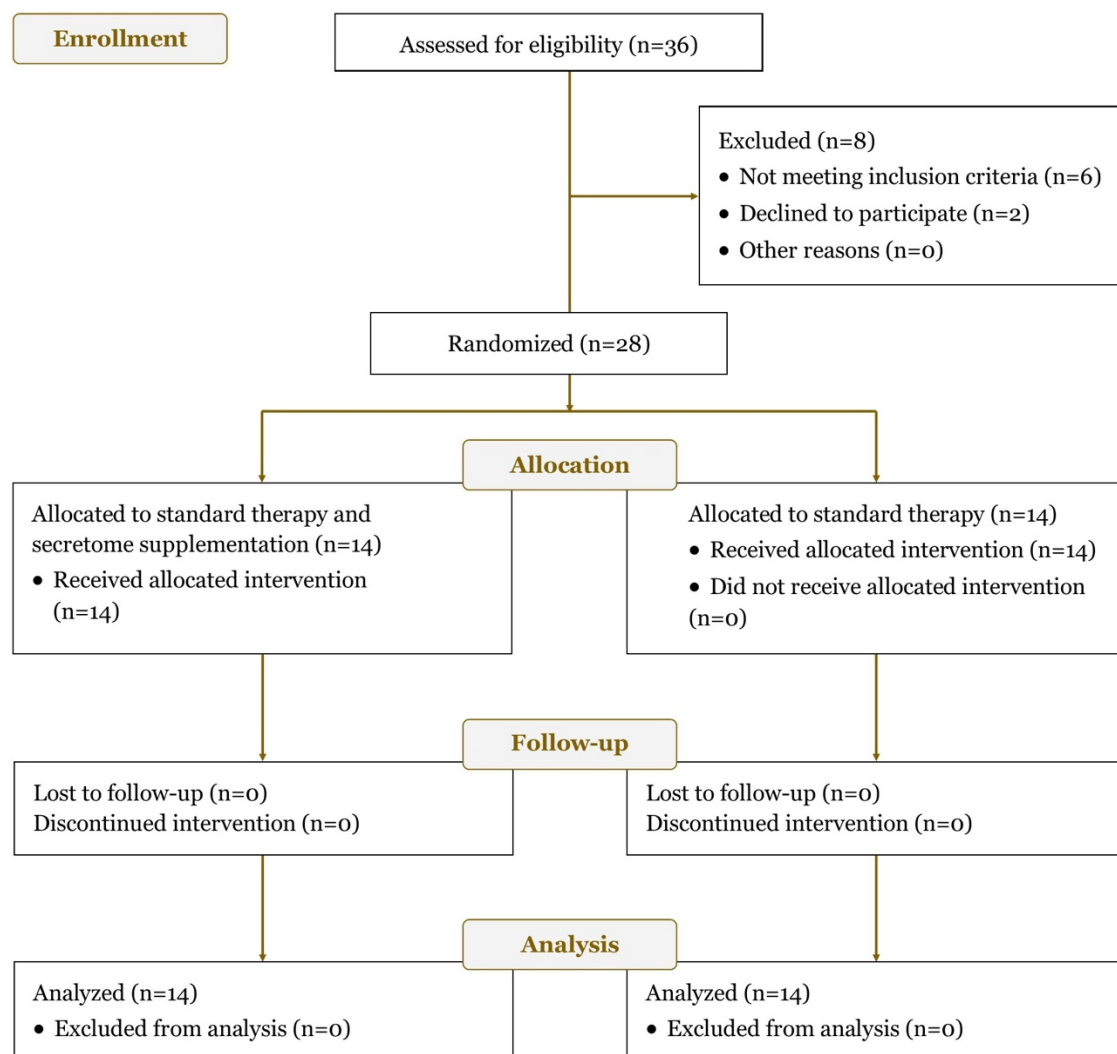 Enrollment
Assessed for eligibility (n=36)
Excluded (n=8)
• Not meeting inclusion criteria (n=6)
• Declined to participate (n=2)
• Other reasons (n=0)
Randomized (n=28)
Allocation
Allocated to standard therapy and
secretome supplementation (n=14)
• Received allocated intervention
(n=14)
Allocated to standard therapy (n=14)
• Received allocated intervention (n=14)
• Did not receive allocated intervention
(n=0)
Follow-up
Lost to follow-up (n=0)
Discontinued intervention (n=0)
Lost to follow-up (n=0)
Discontinued intervention (n=0)
Analysis
Analyzed (n=14)
• Excluded from analysis (n=0)
Analyzed (n=14)
• Excluded from analysis (n=0)